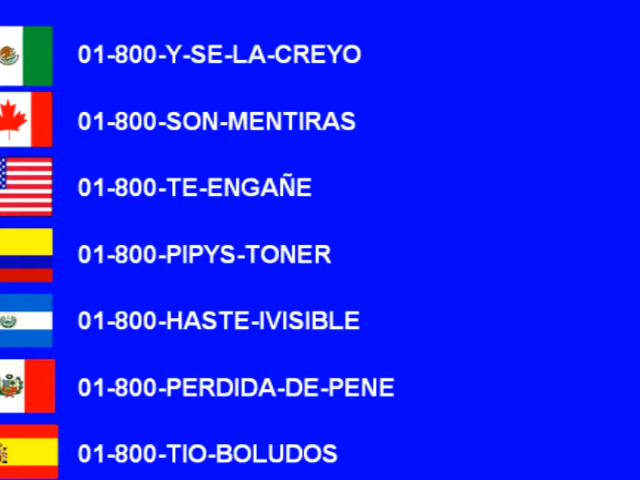 01-800-Y-SE-LA-CREYO
01-800-SON-MENTIRAS
01-800-TE-ENGAÑE
01-800-PIPYS-TONER
01-800-HASTE-IVISIBLE
01-800-PERDIDA-DE-PENE
01-800-TIO-BOLUDOS